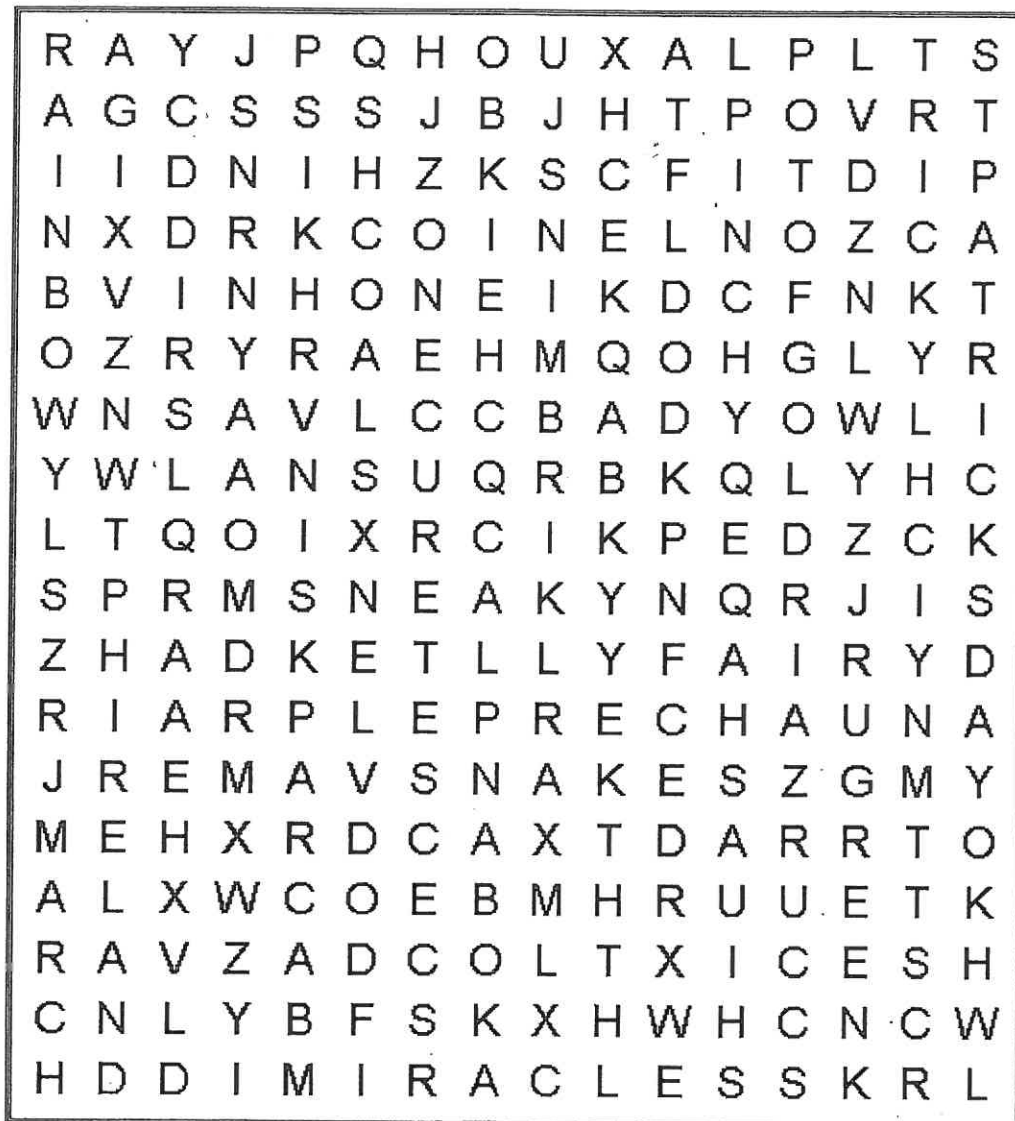 R A Y J P Q H O U X A L P L T S
A G C S S S J B J H T P O V R T
I I D N I H Z K S C F I T D I P
N X D R K C O I N E L N O Z C A
B V I N H O N E I K D C F N K T
O Z R Y R A E H M Q O H G L Y R
W N S A V L C C B A D Y O W L I
Y W L A N S U Q R B K Q L Y H C
L T Q O I X R C I K P E D Z C K
S P R M S N E A K Y N Q R J I S
Z H A D K E T L L Y F A I R Y D
R I A R P L E P R E C H A U N A
J R E M A V S N A K E S Z G M Y
M E H X R D C A X T D A R R T O
A L X W C O E B M H R U U E T K
R A V Z A D C O L T X I C E S H
C N L Y B F S K X H W H C N C W
H D D I M I R A C L E S S K R L